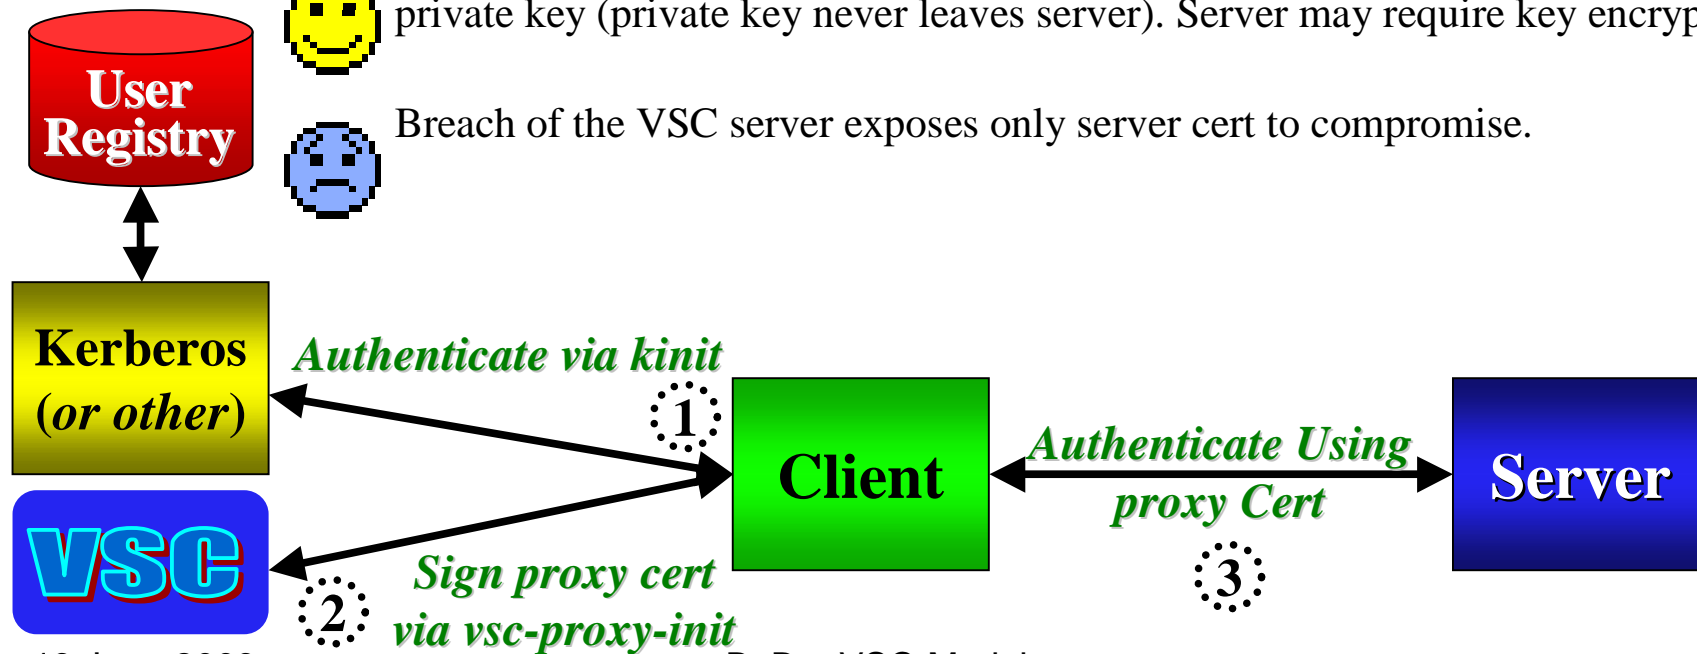 private key (private key never leaves server). Server may require key
Breach of the VSC server exposes only server cert to compromise.
User
Registry
Kerberos
(or other)
Authenticate via kinit
1
Client
Authenticate Using
proxy Cert
3
Server
VSC
2
Sign proxy cert
via vsc-proxy-init